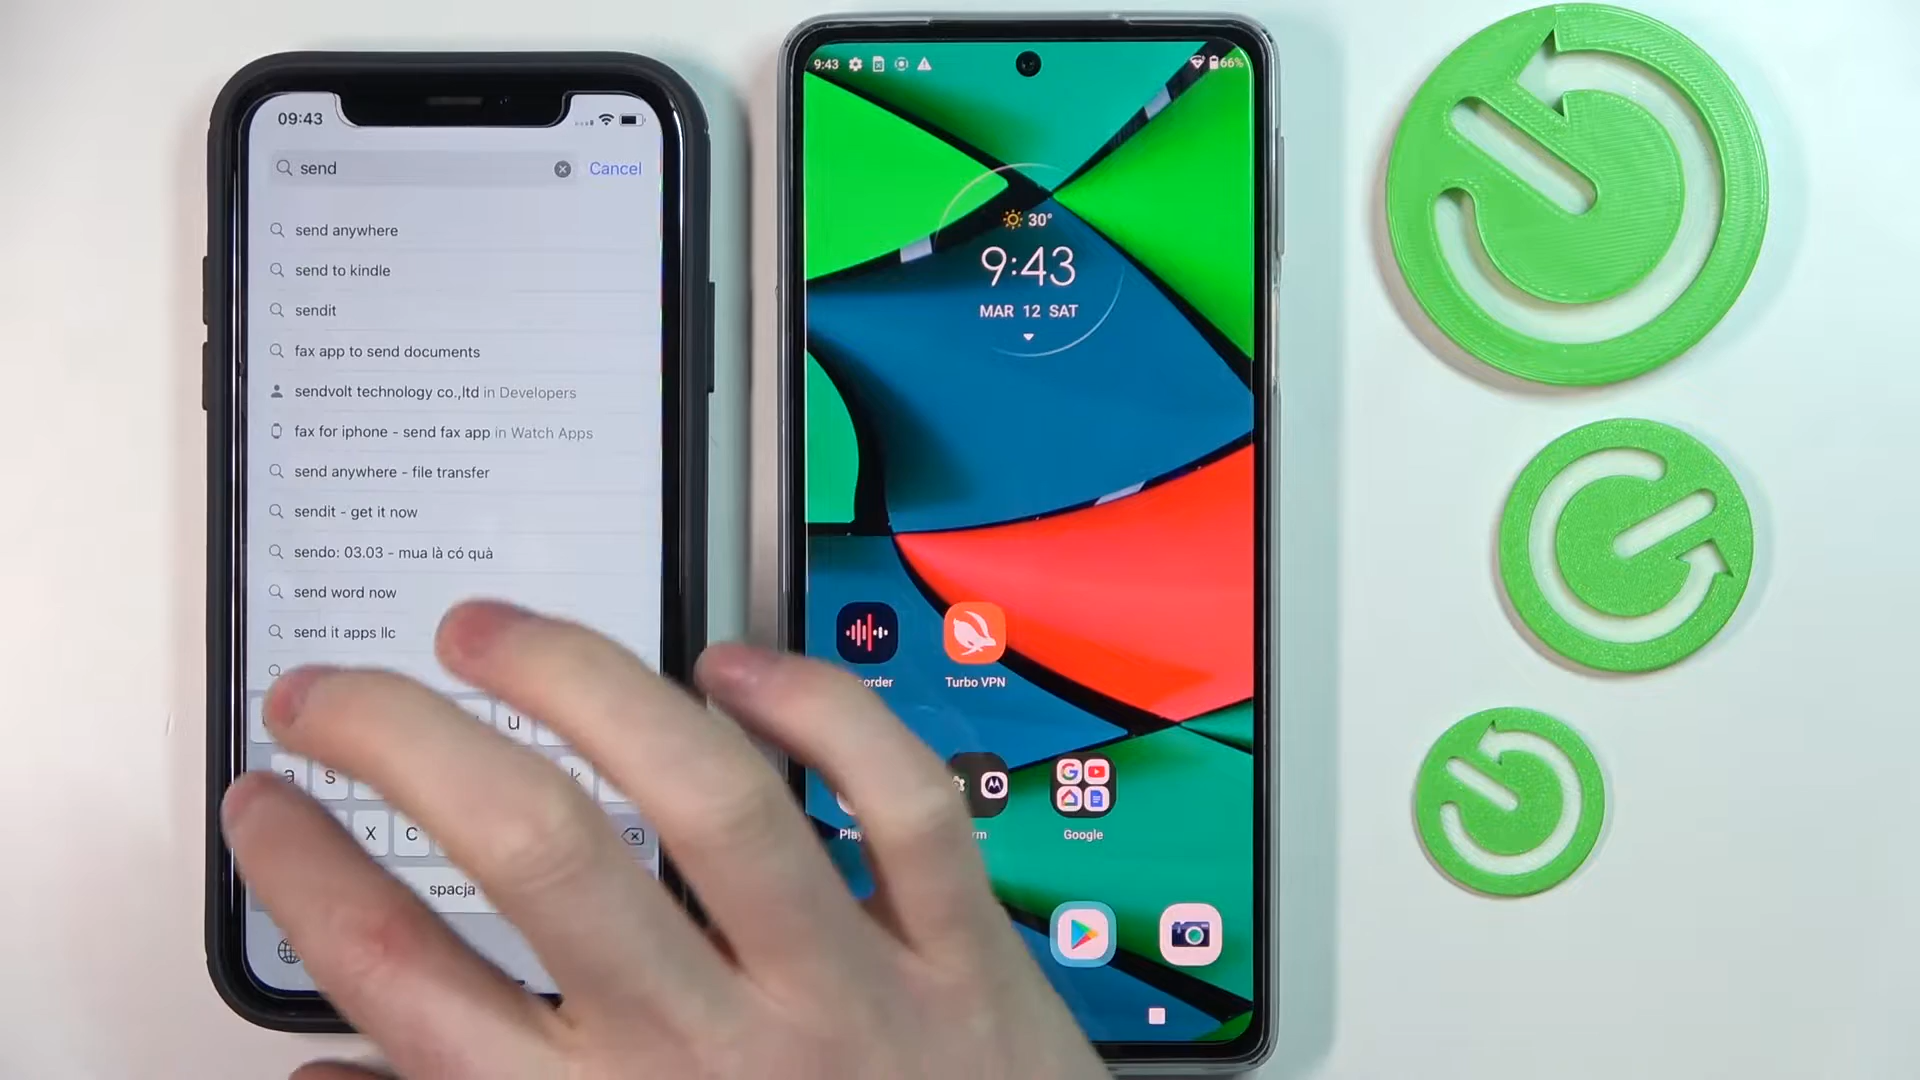 09:43
send
Cancel
send anywhere
send to kindle
sendit
fax app to send documents
sendvolt technology co.,ltd in Developers
fax for iphone - send fax app in Watch Apps
send anywhere - file transfer
sendit - get it now
sendo: 03.03 - mua là có quà
send word now
send it apps llc
u
a s k
x c
spacja
9:43
66%
30°
9:43
MAR 12 SAT
order
Turbo VPN
Play
rm
Google